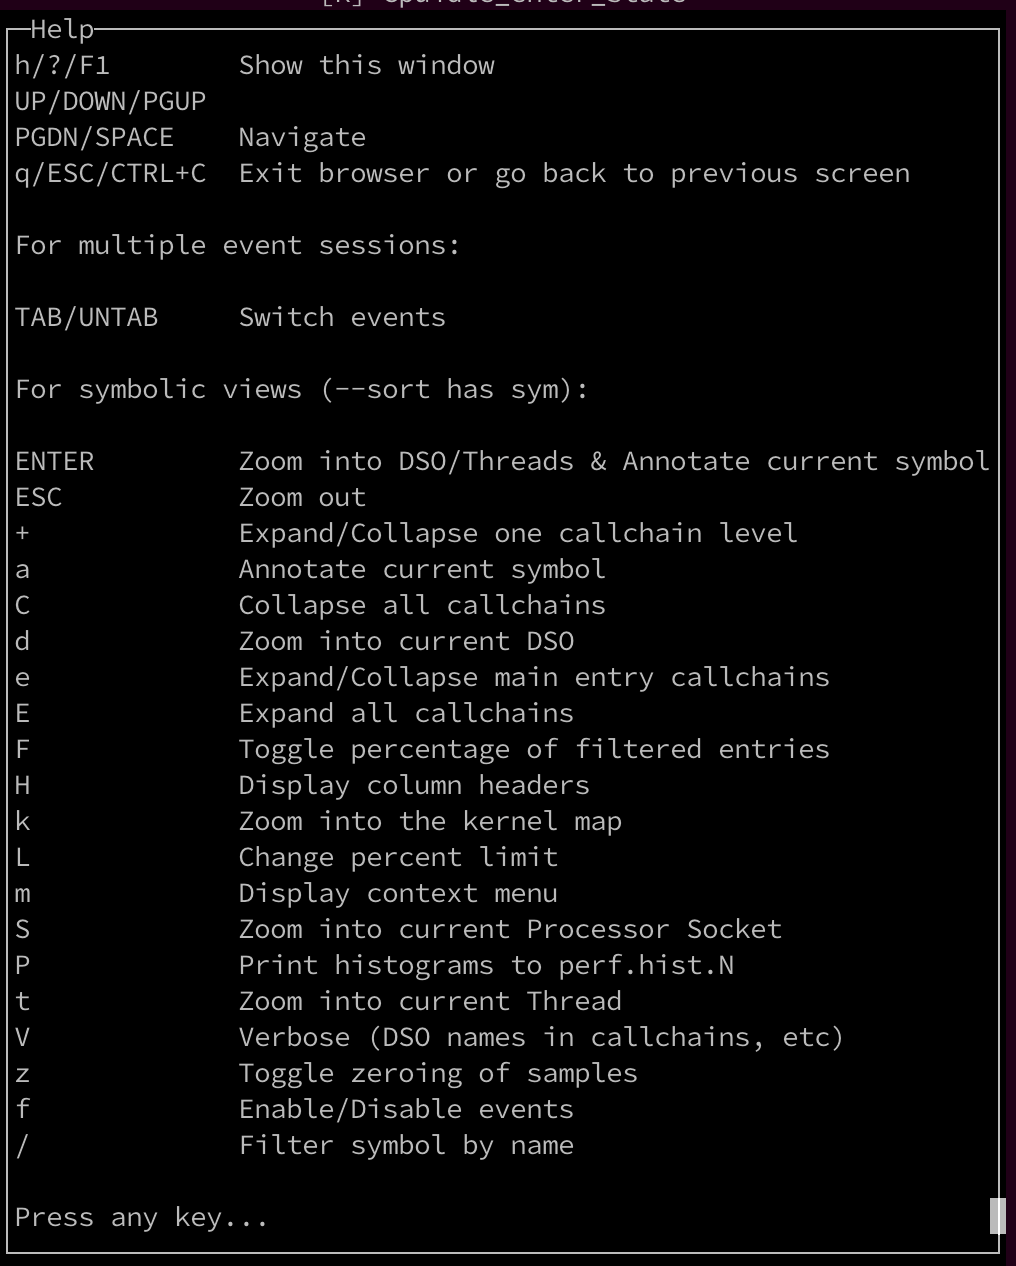 Help
h/?/F1        Show this window
UP/DOWN/PGUP
PGDN/SPACE    Navigate
q/ESC/CTRL+C  Exit browser or go back to previous screen

For multiple event sessions:

TAB/UNTAB     Switch events

For symbolic views (--sort has sym):

ENTER         Zoom into DSO/Threads & Annotate current symbol
ESC           Zoom out
+             Expand/Collapse one callchain level
a             Annotate current symbol
C             Collapse all callchains
d             Zoom into current DSO
e             Expand/Collapse main entry callchains
E             Expand all callchains
F             Toggle percentage of filtered entries
H             Display column headers
k             Zoom into the kernel map
L             Change percent limit
m             Display context menu
S             Zoom into current Processor Socket
P             Print histograms to perf.hist.N
t             Zoom into current Thread
V             Verbose (DSO names in callchains, etc)
z             Toggle zeroing of samples
f             Enable/Disable events
/             Filter symbol by name

Press any key...